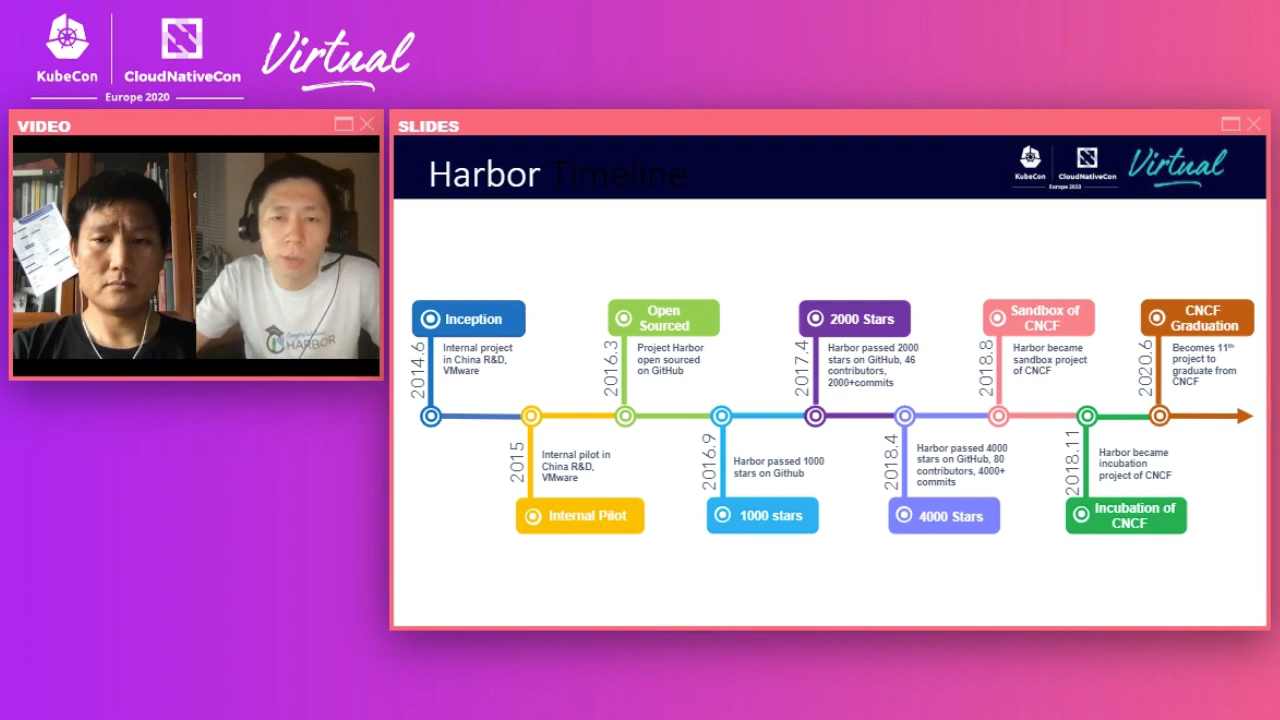 KubeCon
CloudNativeCon
Virtual
Europe 2020
VIDEO
HARBOR
SLIDES
Harbor Timeline
KubeCon
CloudNativeCon
Virtual
Europe 2020
Inception
2014.6
Internal project
in China R&D,
VMware
2015
Internal pilot in
China R&D,
VMware
Internal Pilot
Open
Sourced
2016.3
Project Harbor
open sourced
on GitHub
2016.9
Harbor passed 1000
stars on Github
1000 stars
2000 Stars
2017.4
Harbor passed 2000
stars on GitHub, 46
contributors,
2000+commits
2018.4
Harbor passed 4000
stars on GitHub, 80
contributors, 4000+
commits
4000 Stars
Sandbox of
CNCF
2018.8
Harbor became
sandbox project
of CNCF
2018.11
Harbor became
incubation
project of CNCF
Incubation of
CNCF
CNCF
Graduation
2020.6
Becomes 11th
project to
graduate from
CNCF